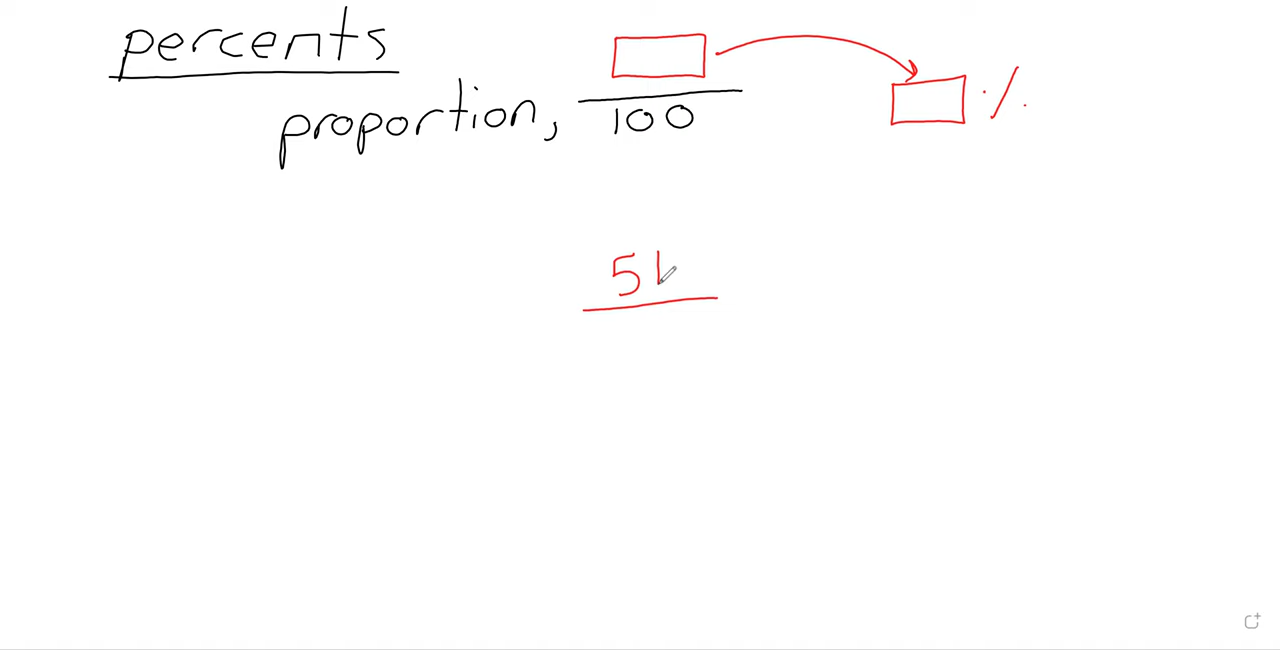 percents
proportion, □/100 → □ %
5